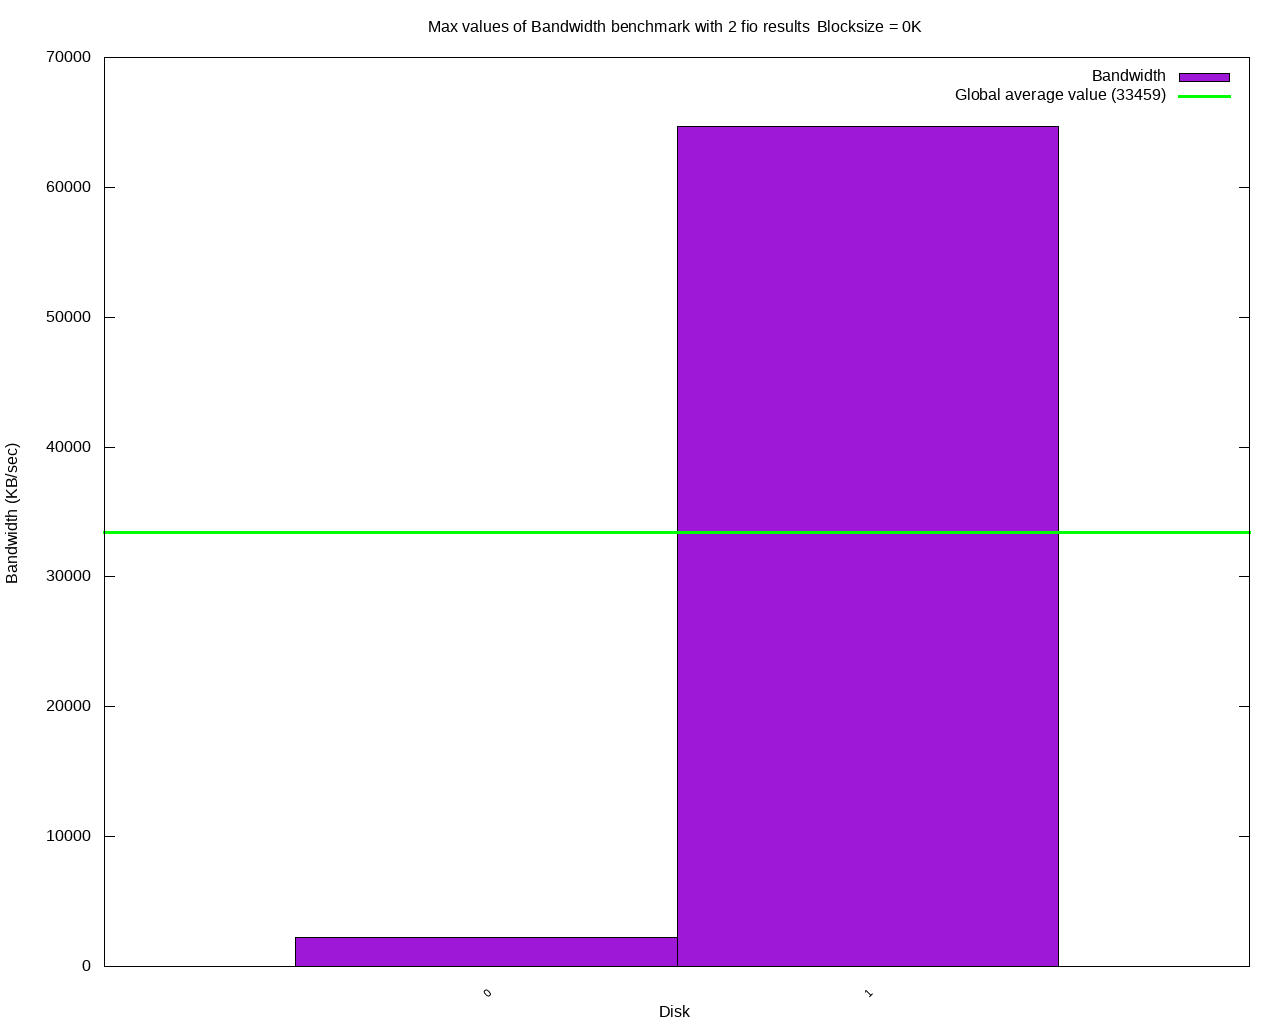 Max values of Bandwidth benchmark with 2 fio results Blocksize = 0K
70000
Bandwidth
Global average value (33459)
60000
50000
40000
30000
20000
10000
0
Bandwidth (KB/sec)
0
1
Disk